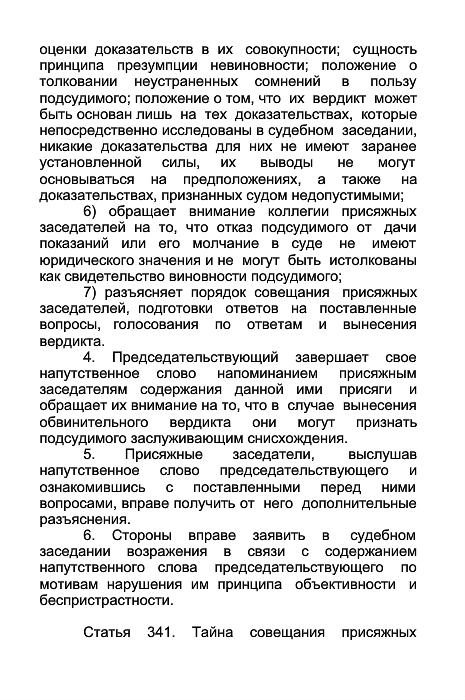 оценки доказательств в их совокупности; сущность
принципа презумпции невиновности; положение о
толковании неустраненных сомнений в пользу
подсудимого; положение о том, что их вердикт может
быть основан лишь на тех доказательствах, которые
непосредственно исследованы в судебном заседании,
никакие доказательства для них не имеют заранее
установленной силы, их выводы не могут
основываться на предположениях, а также на
доказательствах, признанных судом недопустимыми;
6) обращает внимание коллегии присяжных
заседателей на то, что отказ подсудимого от дачи
показаний или его молчание в суде не имеют
юридического значения и не могут быть истолкованы
как свидетельство виновности подсудимого;
7) разъясняет порядок совещания присяжных
заседателей, подготовки ответов на поставленные
вопросы, голосования по ответам и вынесения
вердикта.
4. Председательствующий завершает свое
напутственное слово напоминанием присяжным
заседателям содержания данной ими присяги и
обращает их внимание на то, что в случае вынесения
обвинительного вердикта они могут признать
подсудимого заслуживающим снисхождения.
5. Присяжные заседатели, выслушав
напутственное слово председательствующего и
ознакомившись с поставленными перед ними
вопросами, вправе получить от него дополнительные
разъяснения.
6. Стороны вправе заявить в судебном
заседании возражения в связи с содержанием
напутственного слова председательствующего по
мотивам нарушения им принципа объективности и
беспристрастности.
Статья 341. Тайна совещания присяжных